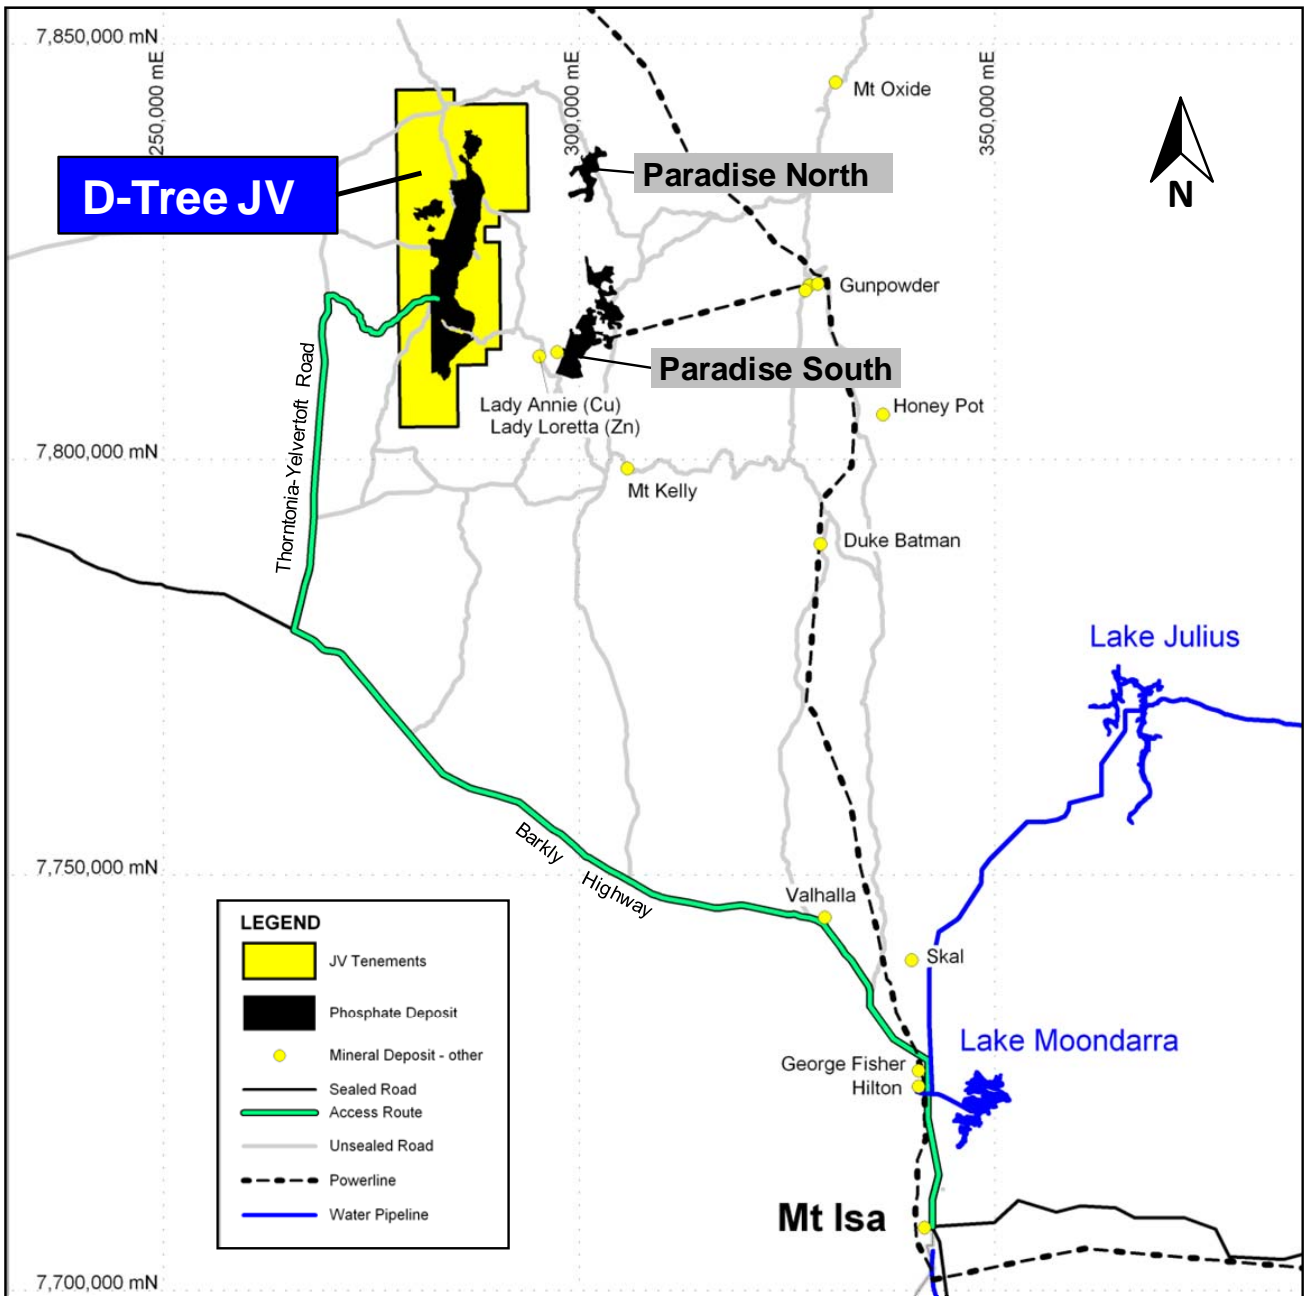 7,850,000 mN
250,000 mE
300,000 mE
350,000 mE
Mt Oxide
N
D-Tree JV
Paradise North
Gunpowder
Paradise South
Thorntonia-Yelvertoft Road
Lady Annie (Cu)
Lady Loretta (Zn)
Honey Pot
7,800,000 mN
Mt Kelly
Duke Batman
Lake Julius
Barkly Highway
7,750,000 mN
Valhalla
Skal
LEGEND
JV Tenements
Phosphate Deposit
Mineral Deposit - other
Sealed Road
Access Route
Unsealed Road
Powerline
Water Pipeline
Lake Moondarra
George Fisher
Hilton
Mt Isa
7,700,000 mN